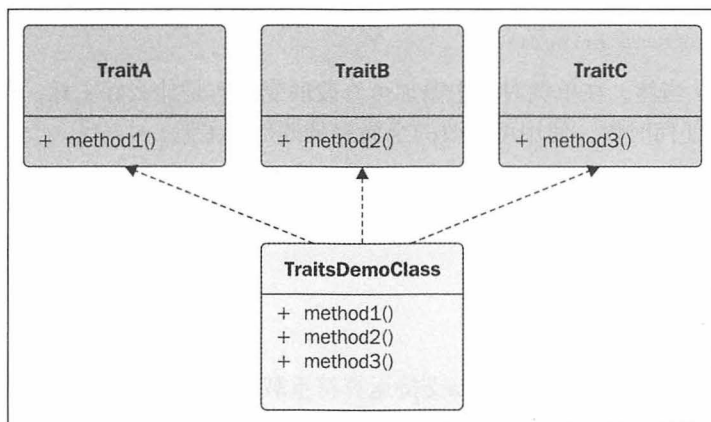 TraitA
TraitB
TraitC
+ method1()
+ method2()
+ method3()
TraitsDemoClass
+ method1()
+ method2()
+ method3()